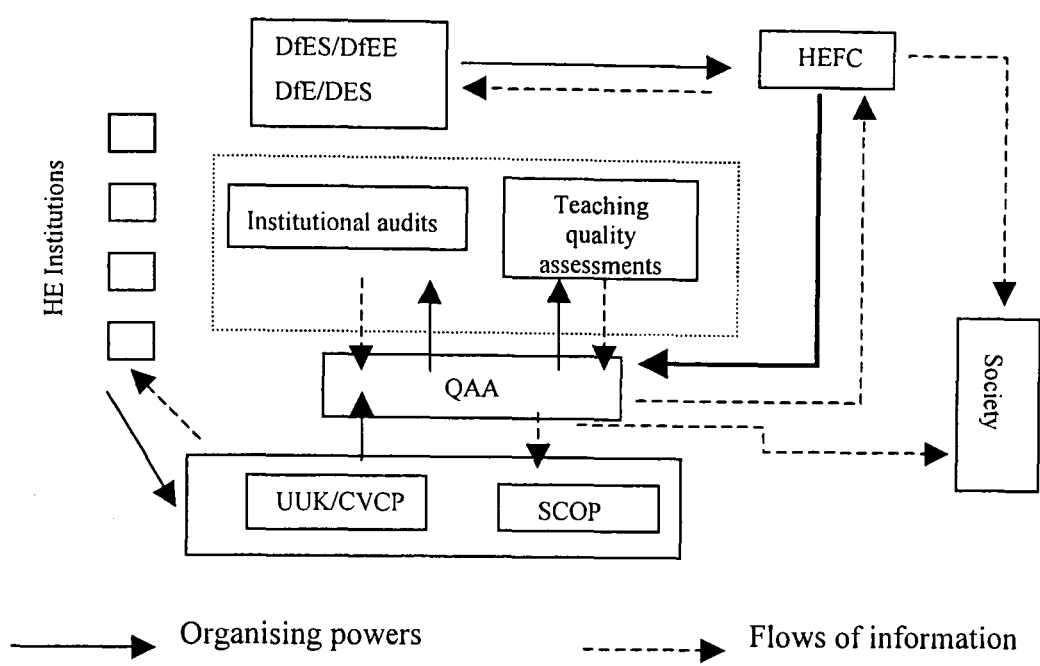 DfES/DfEE
DfE/DES
HEFC
HE Institutions
Institutional audits
Teaching
quality
assessments
QAA
Society
UUK/CVCP
SCOP
Organising powers
Flows of information